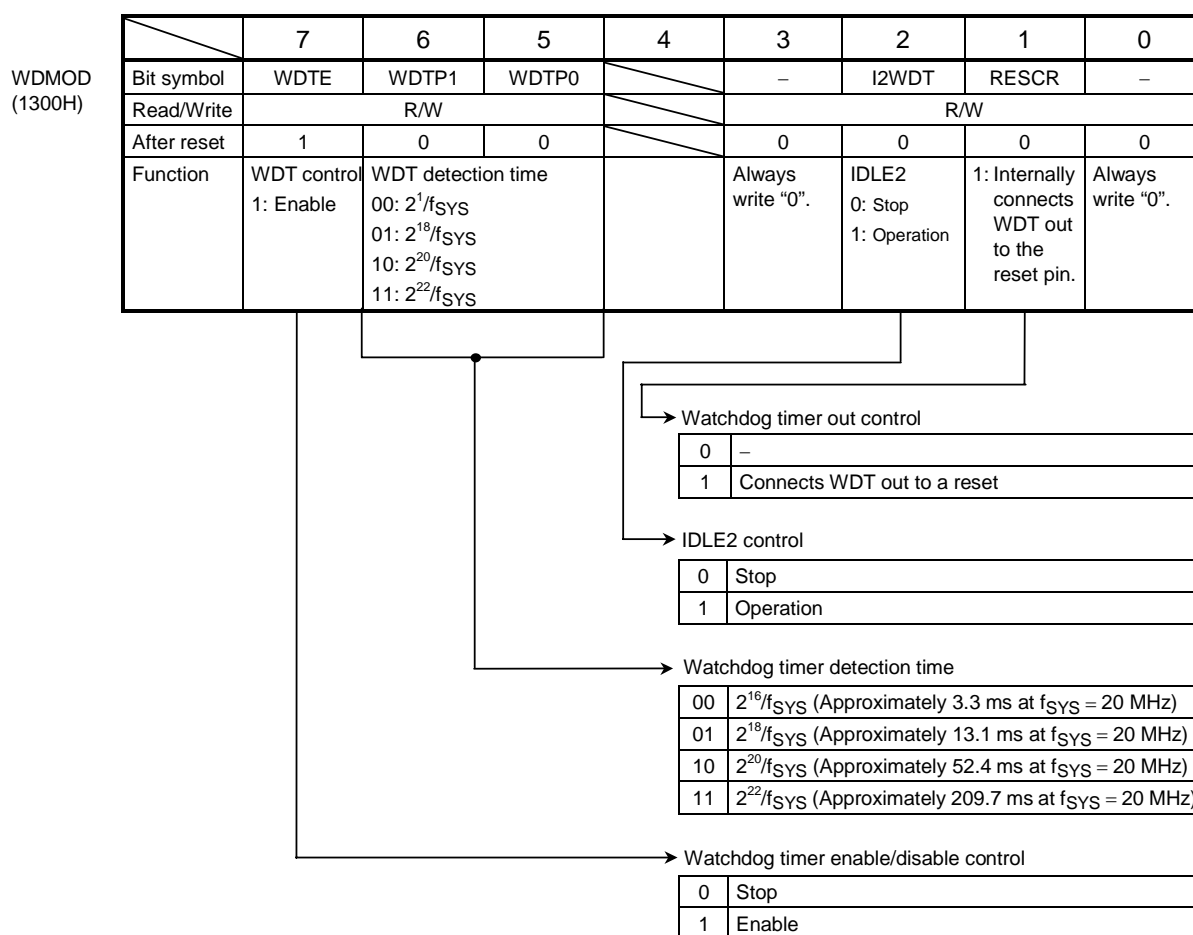 7 6 5 4 3 2 1 0
WDMOD (1300H)
Bit symbol WDTE WDTP1 WDTP0 – I2WDT RESCR –
Read/Write R/W R/W
After reset 1 0 0 0 0 0 0
Function
WDT control
1: Enable
WDT detection time
00: 2¹/fSYS
01: 2¹⁸/fSYS
10: 2²⁰/fSYS
11: 2²²/fSYS
Always
write “0”.
IDLE2
0: Stop
1: Operation
1: Internally
connects
WDT out
to the
reset pin.
Always
write “0”.
Watchdog timer out control
0 –
1 Connects WDT out to a reset
IDLE2 control
0 Stop
1 Operation
Watchdog timer detection time
00 2¹⁶/fSYS (Approximately 3.3 ms at fSYS = 20 MHz)
01 2¹⁸/fSYS (Approximately 13.1 ms at fSYS = 20 MHz)
10 2²⁰/fSYS (Approximately 52.4 ms at fSYS = 20 MHz)
11 2²²/fSYS (Approximately 209.7 ms at fSYS = 20 MHz)
Watchdog timer enable/disable control
0 Stop
1 Enable